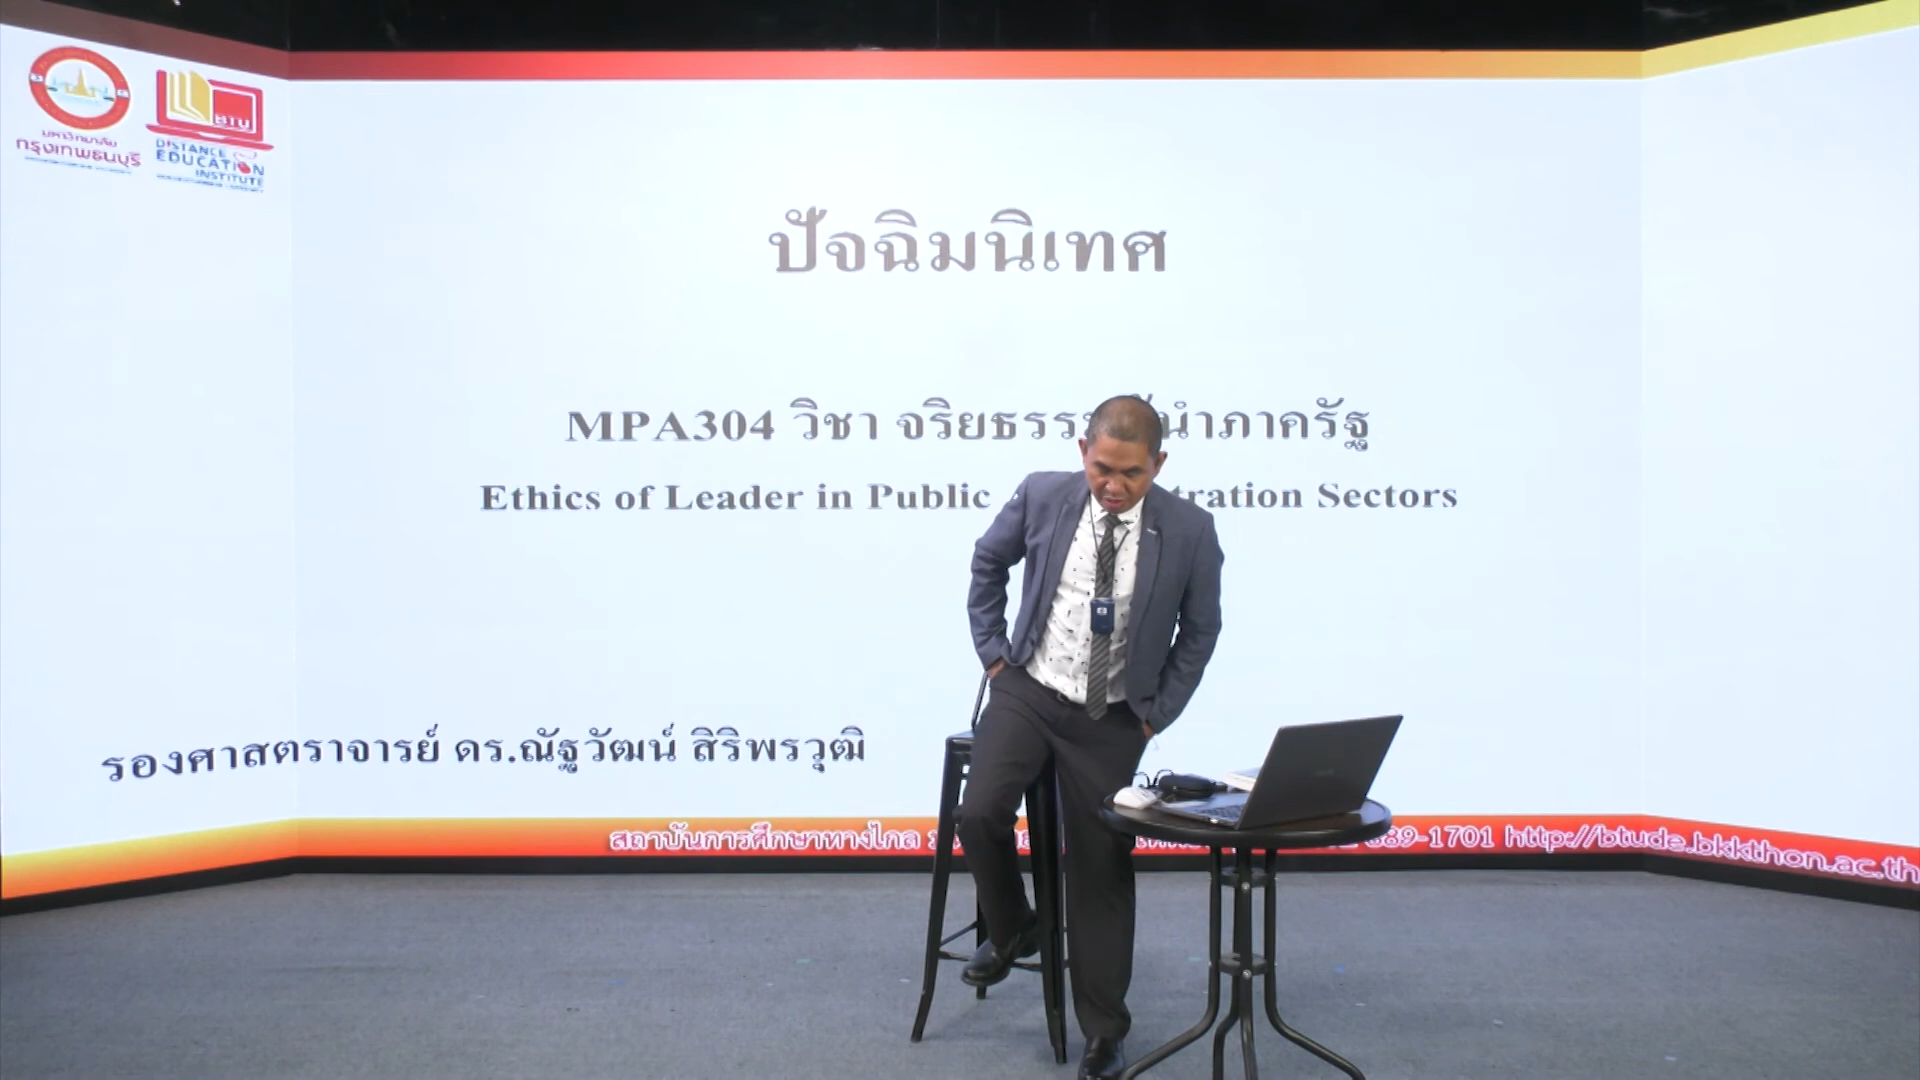 มหาวิทยาลัย
กรุงเทพธนบุรี
BTU
DISTANCE
EDUCATION
INSTITUTE
ปัจฉิมนิเทศ
MPA304 วิชา จริยธรรม นำภาครัฐ
Ethics of Leader in Public tration Sectors
รองศาสตราจารย์ ดร.ณัฐวัฒน์ สิริพรวุฒิ
สถาบันการศึกษาทางไกล 89-1701 http://btude.bkkthon.ac.th